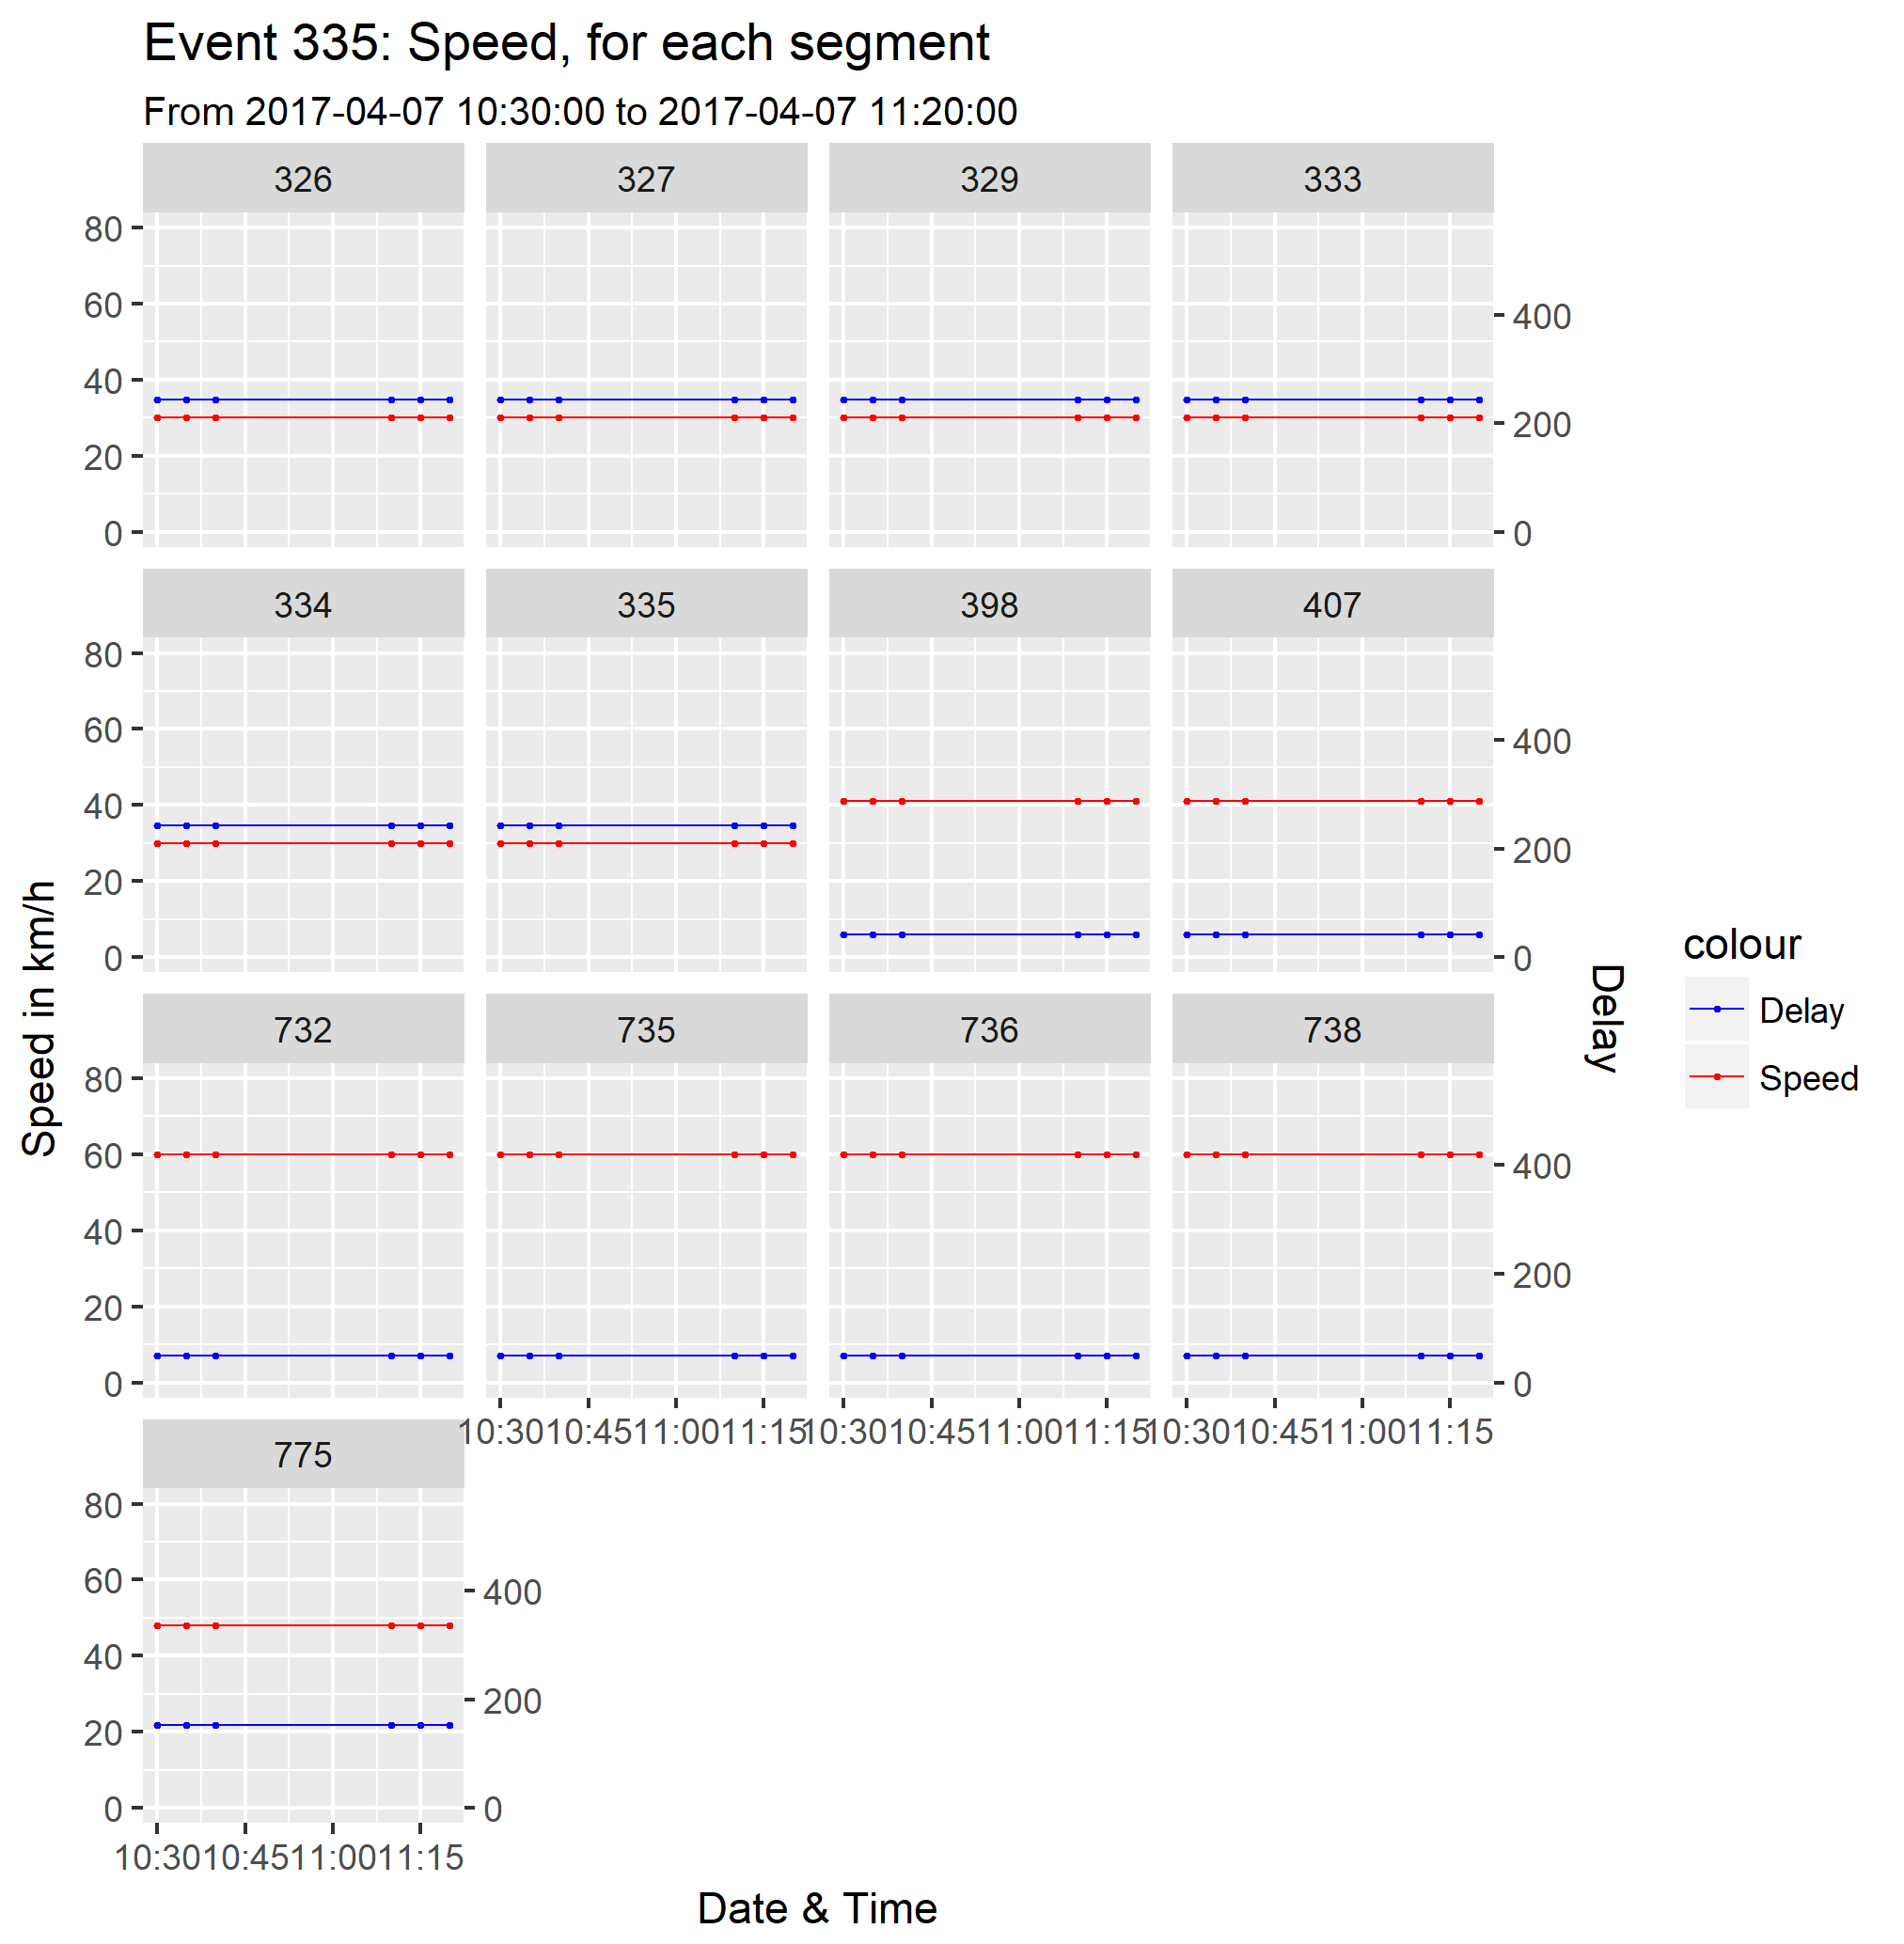 Event 335: Speed, for each segment
From 2017-04-07 10:30:00 to 2017-04-07 11:20:00
326 327 329 333
80
60
40
20
0
400
200
0
334 335 398 407
80
60
40
20
0
400
200
0
732 735 736 738
80
60
40
20
0
400
200
0
10:30 10:45 11:00 11:15 10:30 10:45 11:00 11:15 10:30 10:45 11:00 11:15
775
80
60
40
20
0
400
200
0
10:30 10:45 11:00 11:15
Date & Time
Speed in km/h
Delay
colour
Delay
Speed